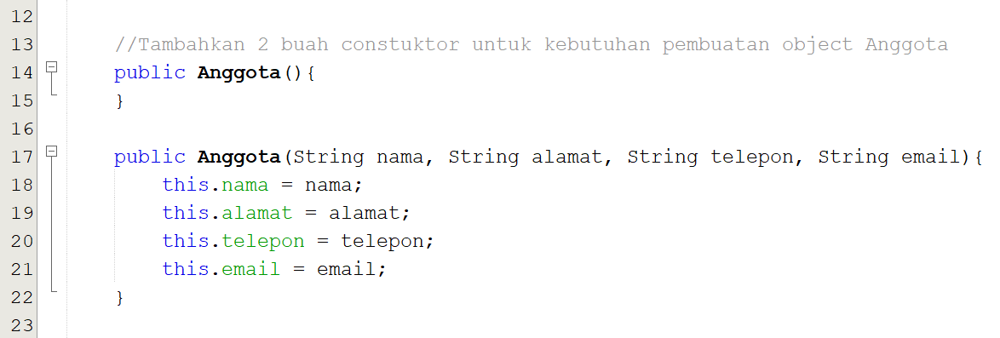 12
13 //Tambahkan 2 buah constuktor untuk kebutuhan pembuatan object Anggota
14 public Anggota(){
15 }
16
17 public Anggota(String nama, String alamat, String telepon, String email){
18 this.nama = nama;
19 this.alamat = alamat;
20 this.telepon = telepon;
21 this.email = email;
22 }
23